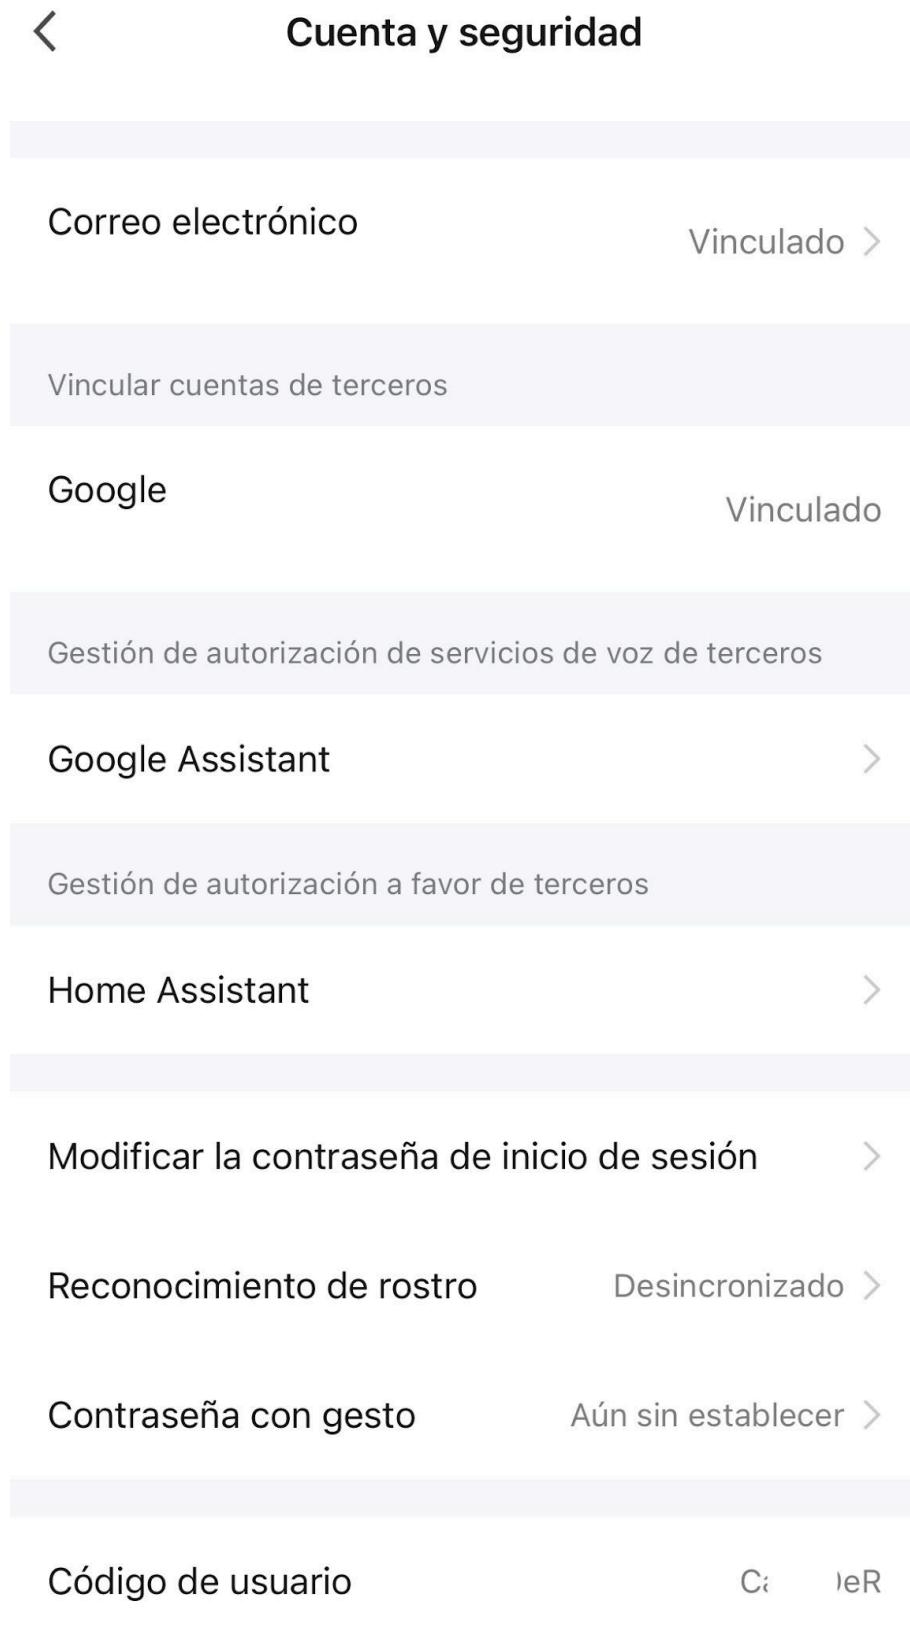 Cuenta y seguridad
Correo electrónico
Vinculado
Vincular cuentas de terceros
Google
Vinculado
Gestión de autorización de servicios de voz de terceros
Google Assistant
Gestión de autorización a favor de terceros
Home Assistant
Modificar la contraseña de inicio de sesión
Reconocimiento de rostro Desincronizado
Contraseña con gesto Aún sin establecer
Código de usuario